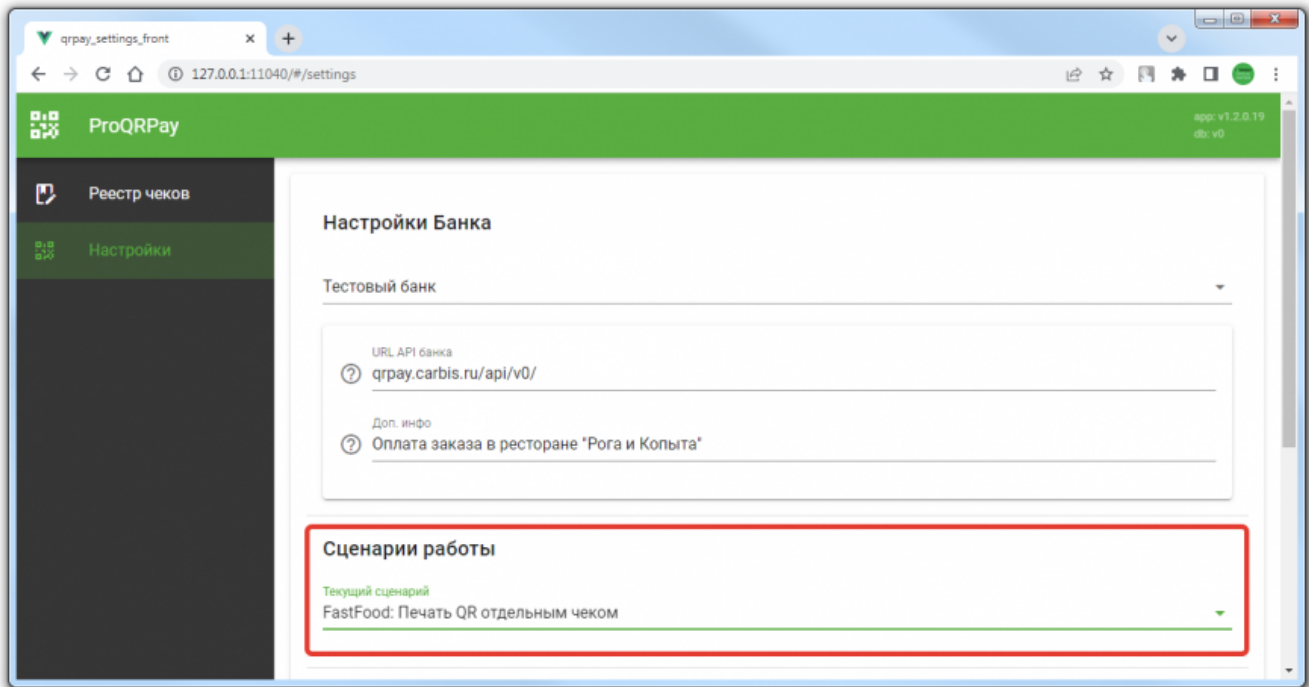 qrpay_settings_front
127.0.0.1:11040/#/settings
ProQRPay
app: v1.2.0.19
db: v0
Реестр чеков
Настройки
Настройки Банка
Тестовый банк
URL API банка
qrpay.carbis.ru/api/v0/
Доп. инфо
Оплата заказа в ресторане "Рога и Копыта"
Сценарии работы
Текущий сценарий
FastFood: Печать QR отдельным чеком